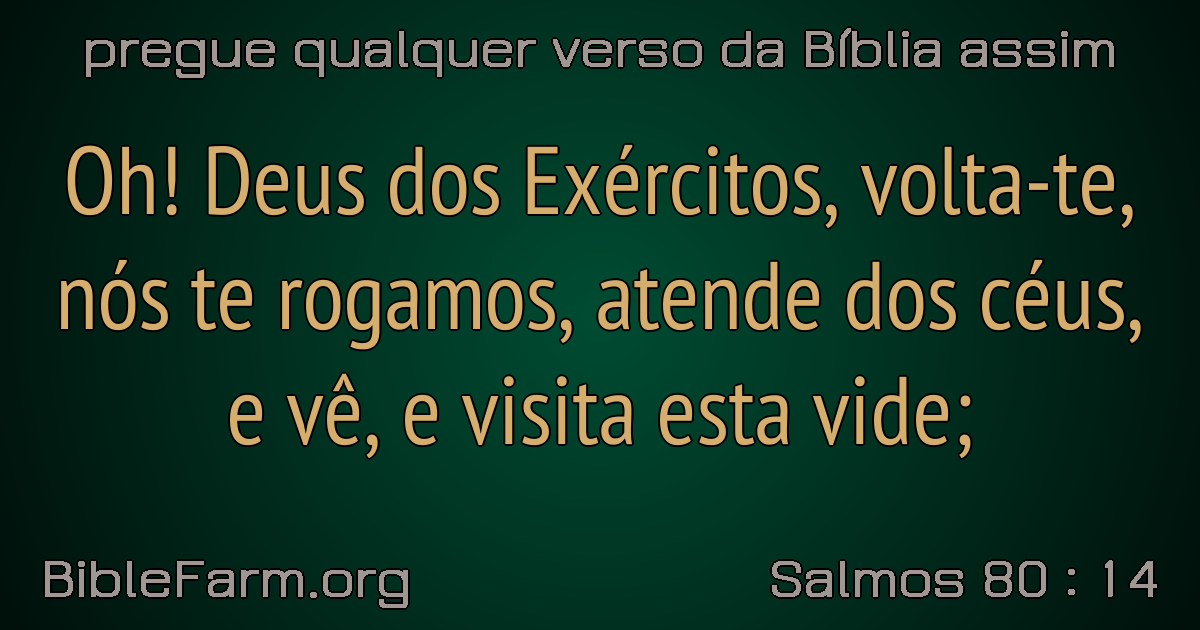 pregue qualquer verso da Bíblia assim
Oh! Deus dos Exércitos, volta-te,
nós te rogamos, atende dos céus,
e vê, e visita esta vide;
BibleFarm.org
Salmos 80 : 14